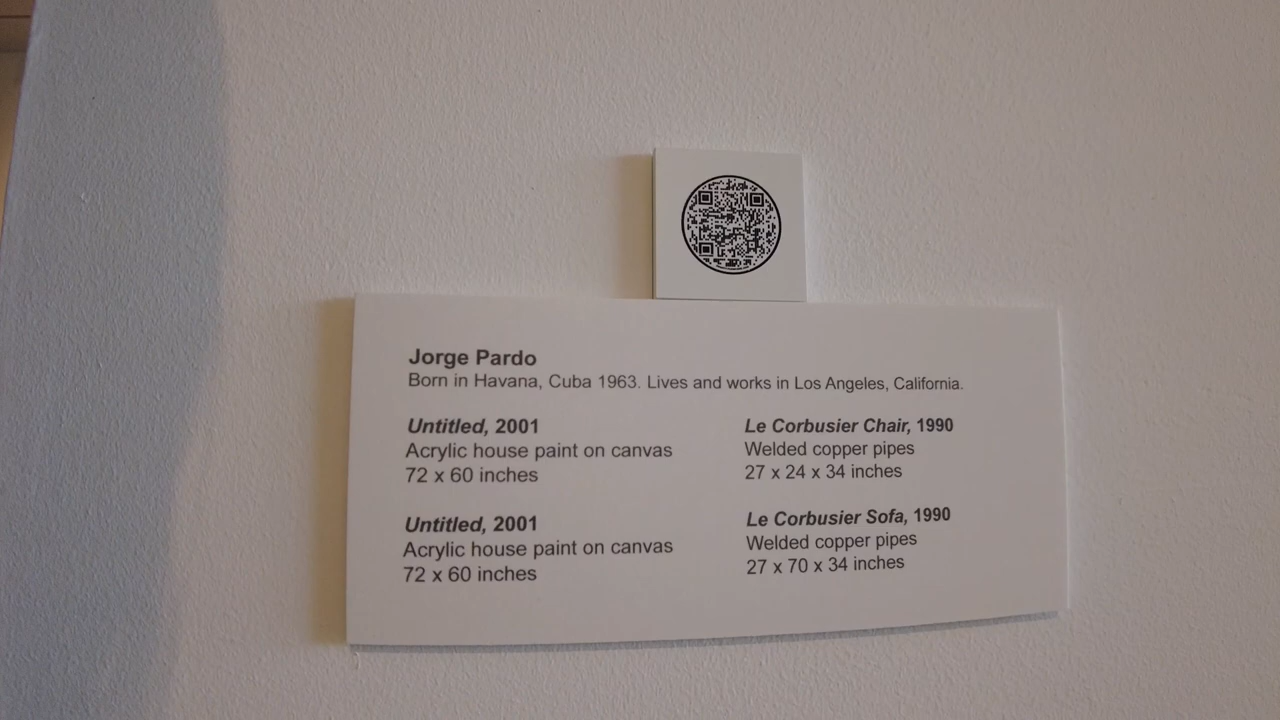 Jorge Pardo
Born in Havana, Cuba 1963. Lives and works in Los Angeles, California.
Untitled, 2001
Acrylic house paint on canvas
72 x 60 inches
Untitled, 2001
Acrylic house paint on canvas
72 x 60 inches
Le Corbusier Chair, 1990
Welded copper pipes
27 x 24 x 34 inches
Le Corbusier Sofa, 1990
Welded copper pipes
27 x 70 x 34 inches